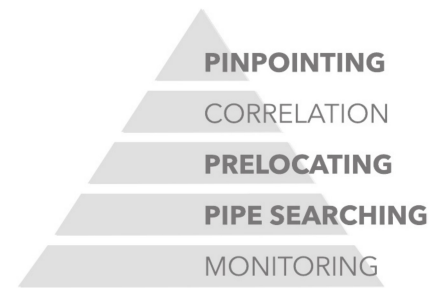 PINPOINTING
CORRELATION
PRELOCATING
PIPE SEARCHING
MONITORING